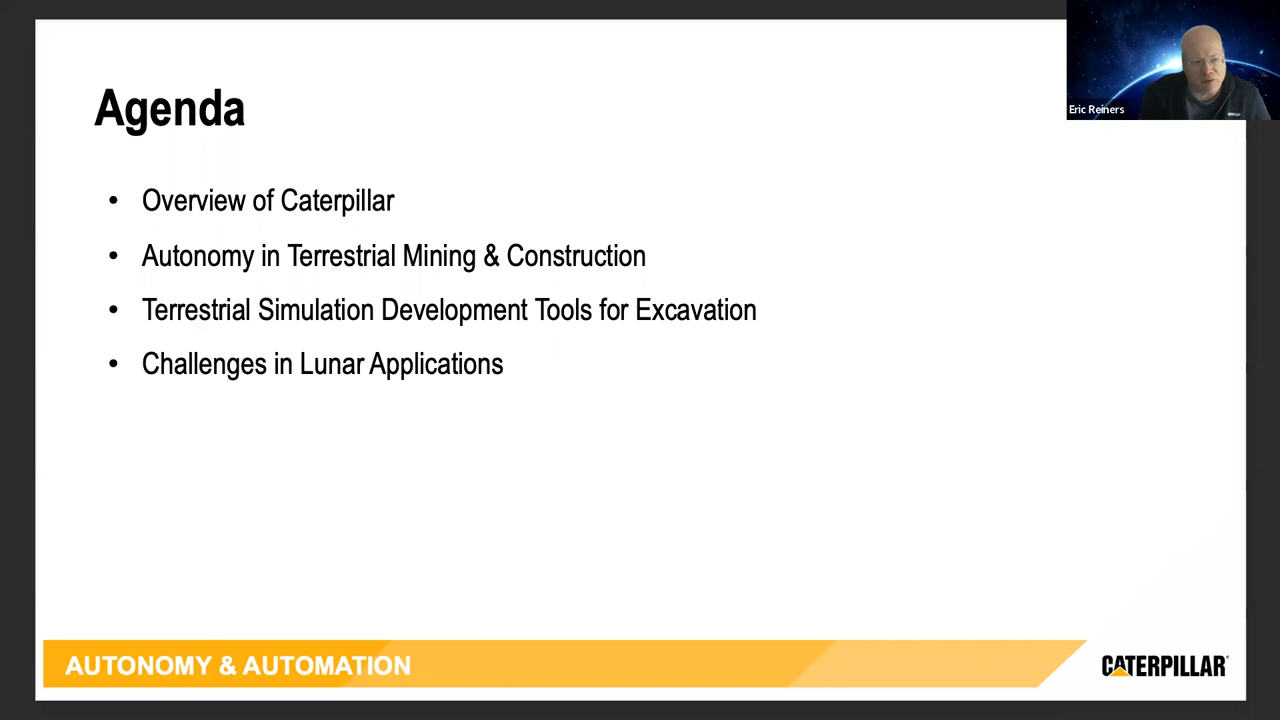 Agenda
Eric Reiners
• Overview of Caterpillar
• Autonomy in Terrestrial Mining & Construction
• Terrestrial Simulation Development Tools for Excavation
• Challenges in Lunar Applications
AUTONOMY & AUTOMATION
CATERPILLAR®